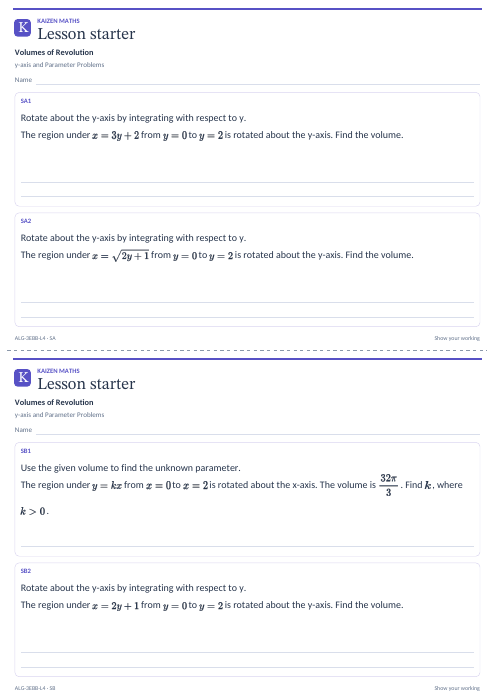 K
KAIZEN MATHS
Lesson starter
Volumes of Revolution
y-axis and Parameter Problems
Name
SA1
Rotate about the y-axis by integrating with respect to y.
The region under x = 3y + 2 from y = 0 to y = 2 is rotated about the y-axis. Find the volume.
SA2
Rotate about the y-axis by integrating with respect to y.
The region under x = √(2y + 1) from y = 0 to y = 2 is rotated about the y-axis. Find the volume.
ALG-3EBB-L4 - SA
Show your working
K
KAIZEN MATHS
Lesson starter
Volumes of Revolution
y-axis and Parameter Problems
Name
SB1
Use the given volume to find the unknown parameter.
The region under y = kx from x = 0 to x = 2 is rotated about the x-axis. The volume is 32π/3 . Find k, where
k > 0.
SB2
Rotate about the y-axis by integrating with respect to y.
The region under x = 2y + 1 from y = 0 to y = 2 is rotated about the y-axis. Find the volume.
ALG-3EBB-L4 - SB
Show your working